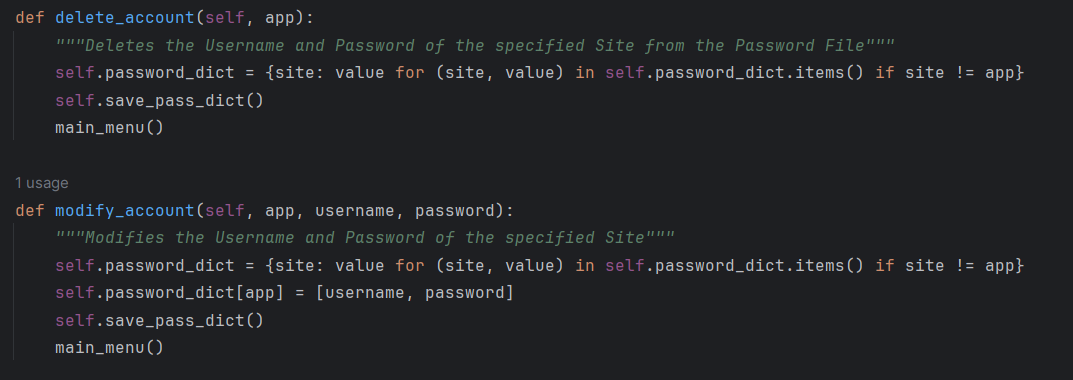 def delete_account(self, app):
    """Deletes the Username and Password of the specified Site from the Password File"""
    self.password_dict = {site: value for (site, value) in self.password_dict.items() if site != app}
    self.save_pass_dict()
    main_menu()
1 usage
def modify_account(self, app, username, password):
    """Modifies the Username and Password of the specified Site"""
    self.password_dict = {site: value for (site, value) in self.password_dict.items() if site != app}
    self.password_dict[app] = [username, password]
    self.save_pass_dict()
    main_menu()